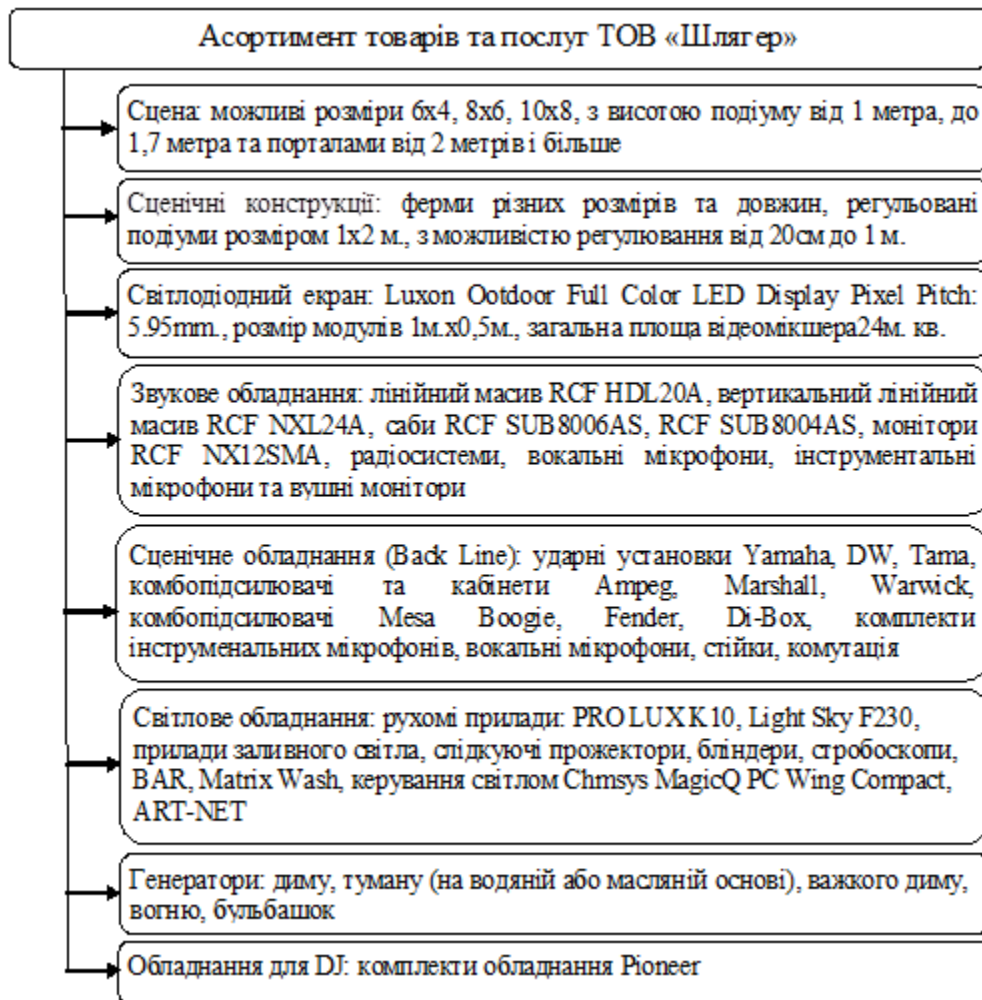 Асортимент товарів та послуг ТОВ «Шлягер»
Сцена: можливі розміри 6х4, 8х6, 10х8, з висотою подіуму від 1 метра, до
1,7 метра та порталами від 2 метрів і більше
Сценічні конструкції: ферми різних розмірів та довжин, регульовані
подіуми розміром 1х2 м., з можливістю регулювання від 20см до 1 м.
Світлодіодний екран: Luxon Ootdoor Full Color LED Display Pixel Pitch:
5.95mm., розмір модулів 1м.х0,5м., загальна площа відеомікшера24м. кв.
Звукове обладнання: лінійний масив RCF HDL20A, вертикальний лінійний
масив RCF NXL24A, саби RCF SUB8006AS, RCF SUB8004AS, монітори
RCF NX12SMA, радіосистеми, вокальні мікрофони, інструментальні
мікрофони та вушні монітори
Сценічне обладнання (Back Line): ударні установки Yamaha, DW, Tama,
комбопідсилювачі та кабінети Ampeg, Marshall, Warwick,
комбопідсилювачі Mesa Boogie, Fender, Di-Box, комплекти
інструменальних мікрофонів, вокальні мікрофони, стійки, комутація
Світлове обладнання: рухомі прилади: PROLUX K10, Light Sky F230,
прилади заливного світла, слідкуючі прожектори, бліндери, стробоскопи,
BAR, Matrix Wash, керування світлом Chmsys MagicQ PC Wing Compact,
ART-NET
Генератори: диму, туману (на водяній або масляній основі), важкого диму,
вогню, бульбашок
Обладнання для DJ: комплекти обладнання Pioneer